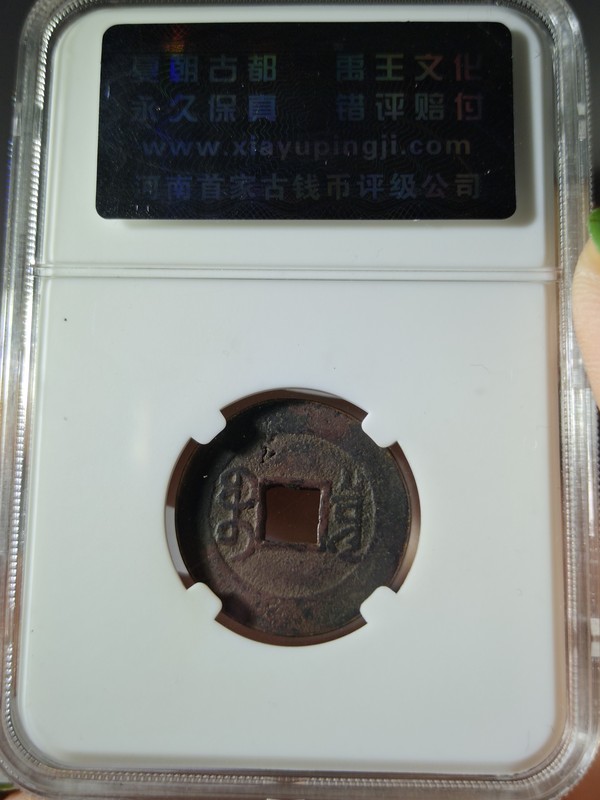 夏朝古都 禹王文化
永久保真 错评赔付
www.xiayupingji.com
河南首家古钱币评级公司